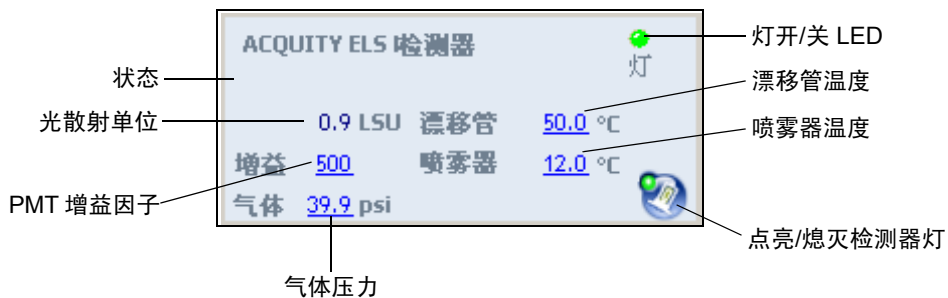 ACQUITY ELS 检测器
灯开/关 LED
灯
状态
漂移管温度
光散射单位
0.9 LSU 漂移管 50.0 °C
喷雾器温度
增益 500 喷雾器 12.0 °C
PMT 增益因子
气体 39.9 psi
点亮/熄灭检测器灯
气体压力